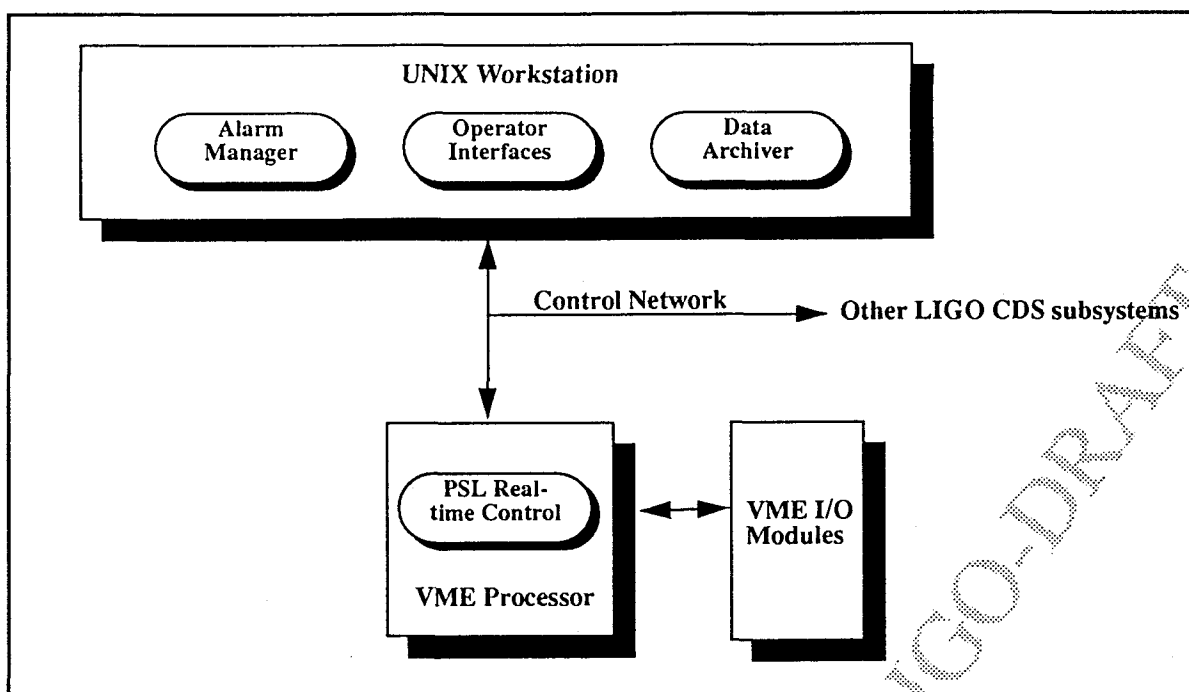 UNIX Workstation
Alarm
Manager
Operator
Interfaces
Data
Archiver
Control Network
Other LIGO CDS subsystems
PSL Real-
time Control
VME Processor
VME I/O
Modules
IGO-DRAFT